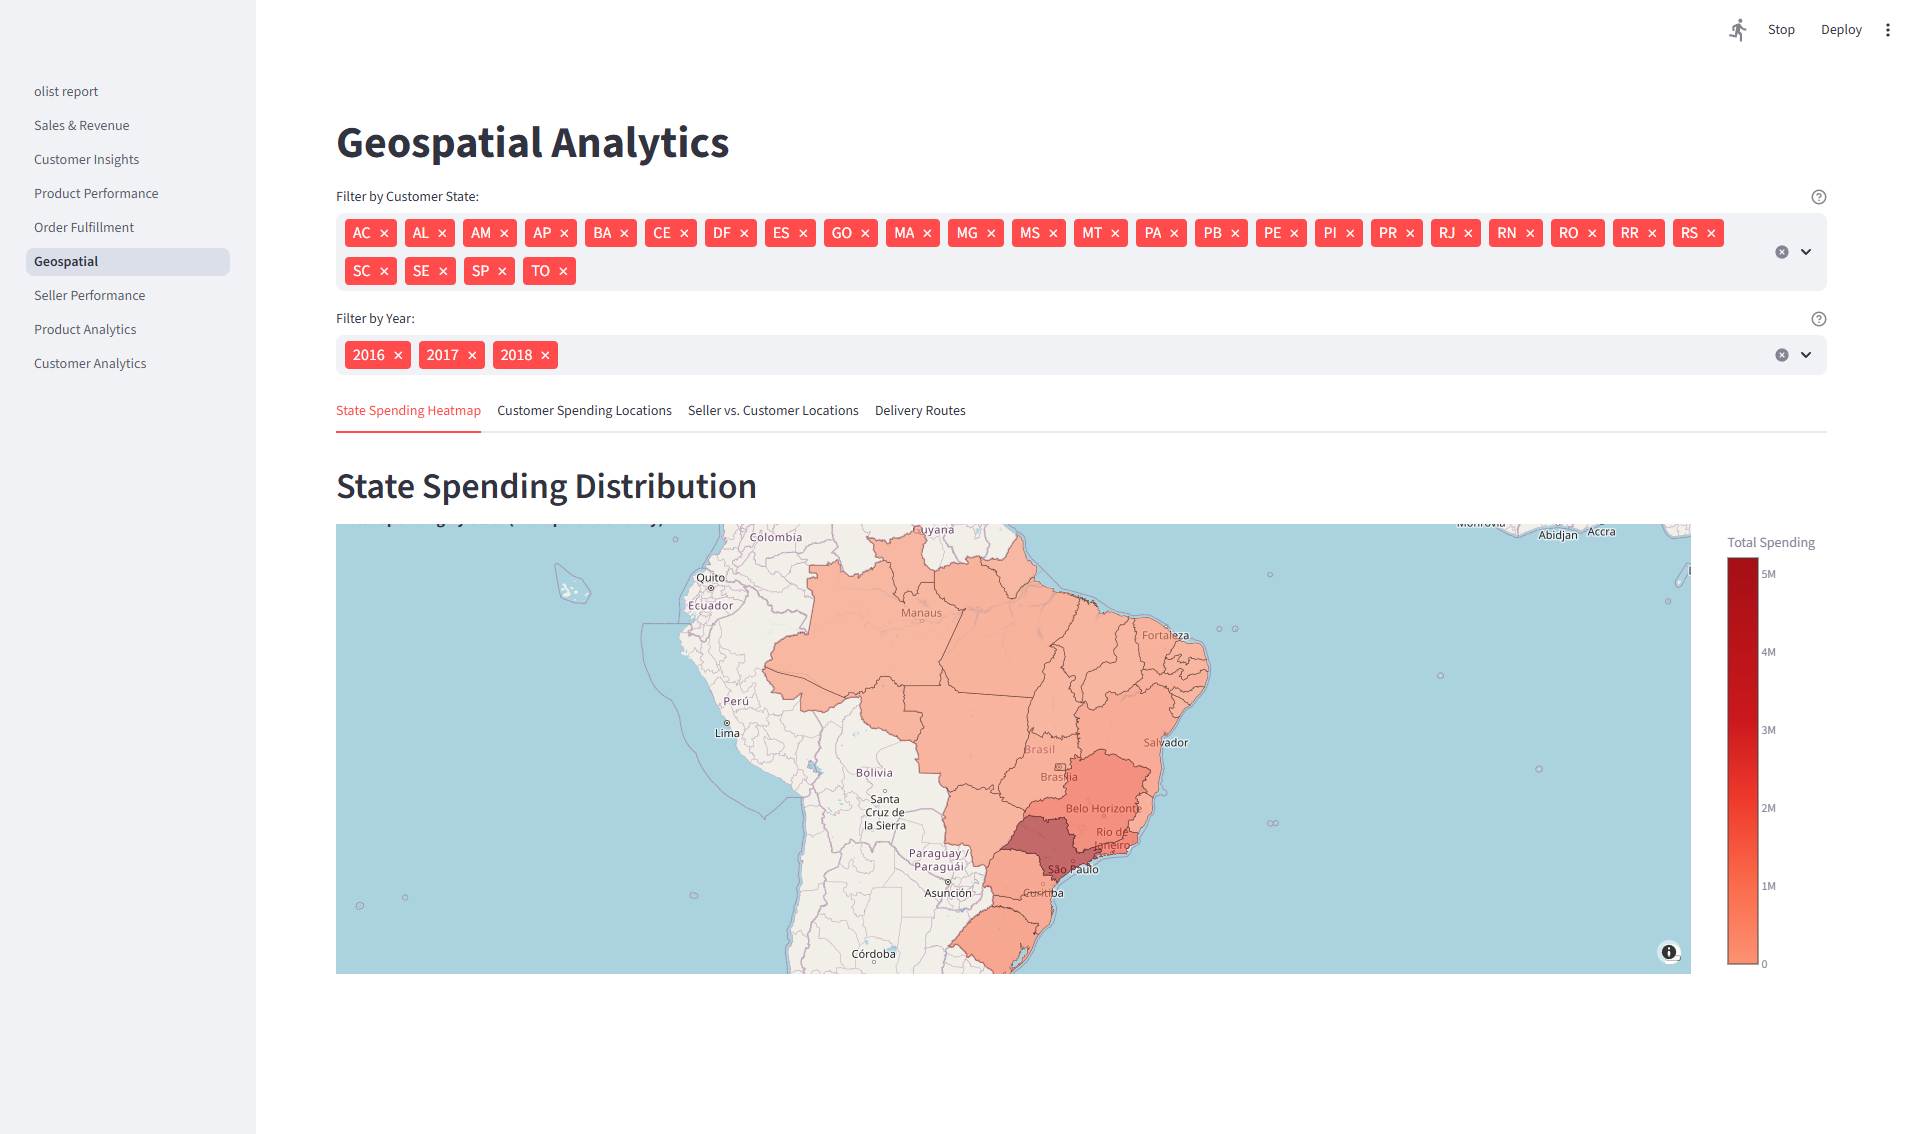 Stop
Deploy
olist report
Sales & Revenue
Customer Insights
Product Performance
Order Fulfillment
Geospatial
Seller Performance
Product Analytics
Customer Analytics
Geospatial Analytics
Filter by Customer State:
AC AL AM AP BA CE DF ES GO MA MG MS MT PA PB PE PI PR RJ RN RO RR RS
SC SE SP TO
Filter by Year:
2016 2017 2018
State Spending Heatmap Customer Spending Locations Seller vs. Customer Locations Delivery Routes
State Spending Distribution
Monrovia
Abidjan
Accra
Guyana
Colombia
Quito
Ecuador
Manaus
Fortaleza
Perú
Lima
Salvador
Brasil
Brasília
Bolivia
Santa
Cruz de
la Sierra
Belo Horizonte
Rio de
Janeiro
Paraguay /
Paraguái
São Paulo
Asunción
Curitiba
Córdoba
Total Spending
5M
4M
3M
2M
1M
0